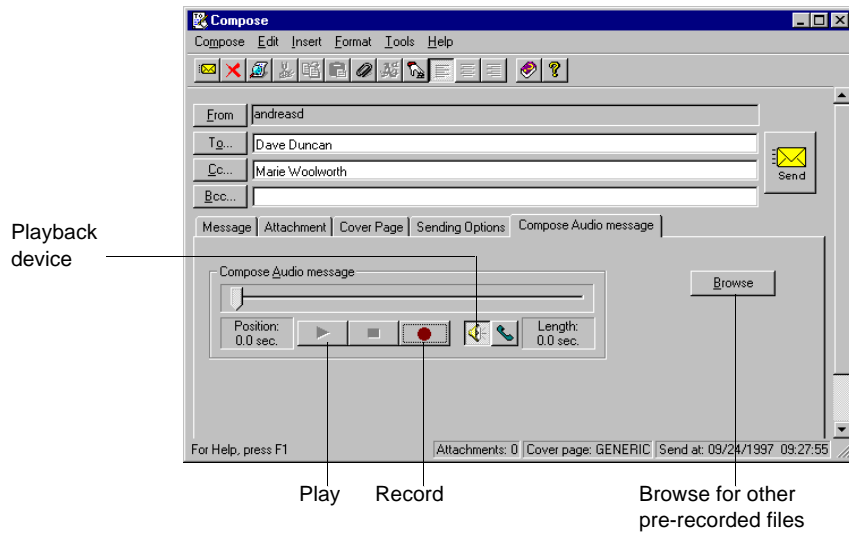 Compose
Compose Edit Insert Format Tools Help
From andreasd
To... Dave Duncan
Cc... Marie Woolworth
Bcc...
Send
Message Attachment Cover Page Sending Options Compose Audio message
Playback
device
Compose Audio message
Browse
Position:
0.0 sec.
Length:
0.0 sec.
For Help, press F1 Attachments: 0 Cover page: GENERIC Send at: 09/24/1997 09:27:55
Play Record Browse for other
pre-recorded files